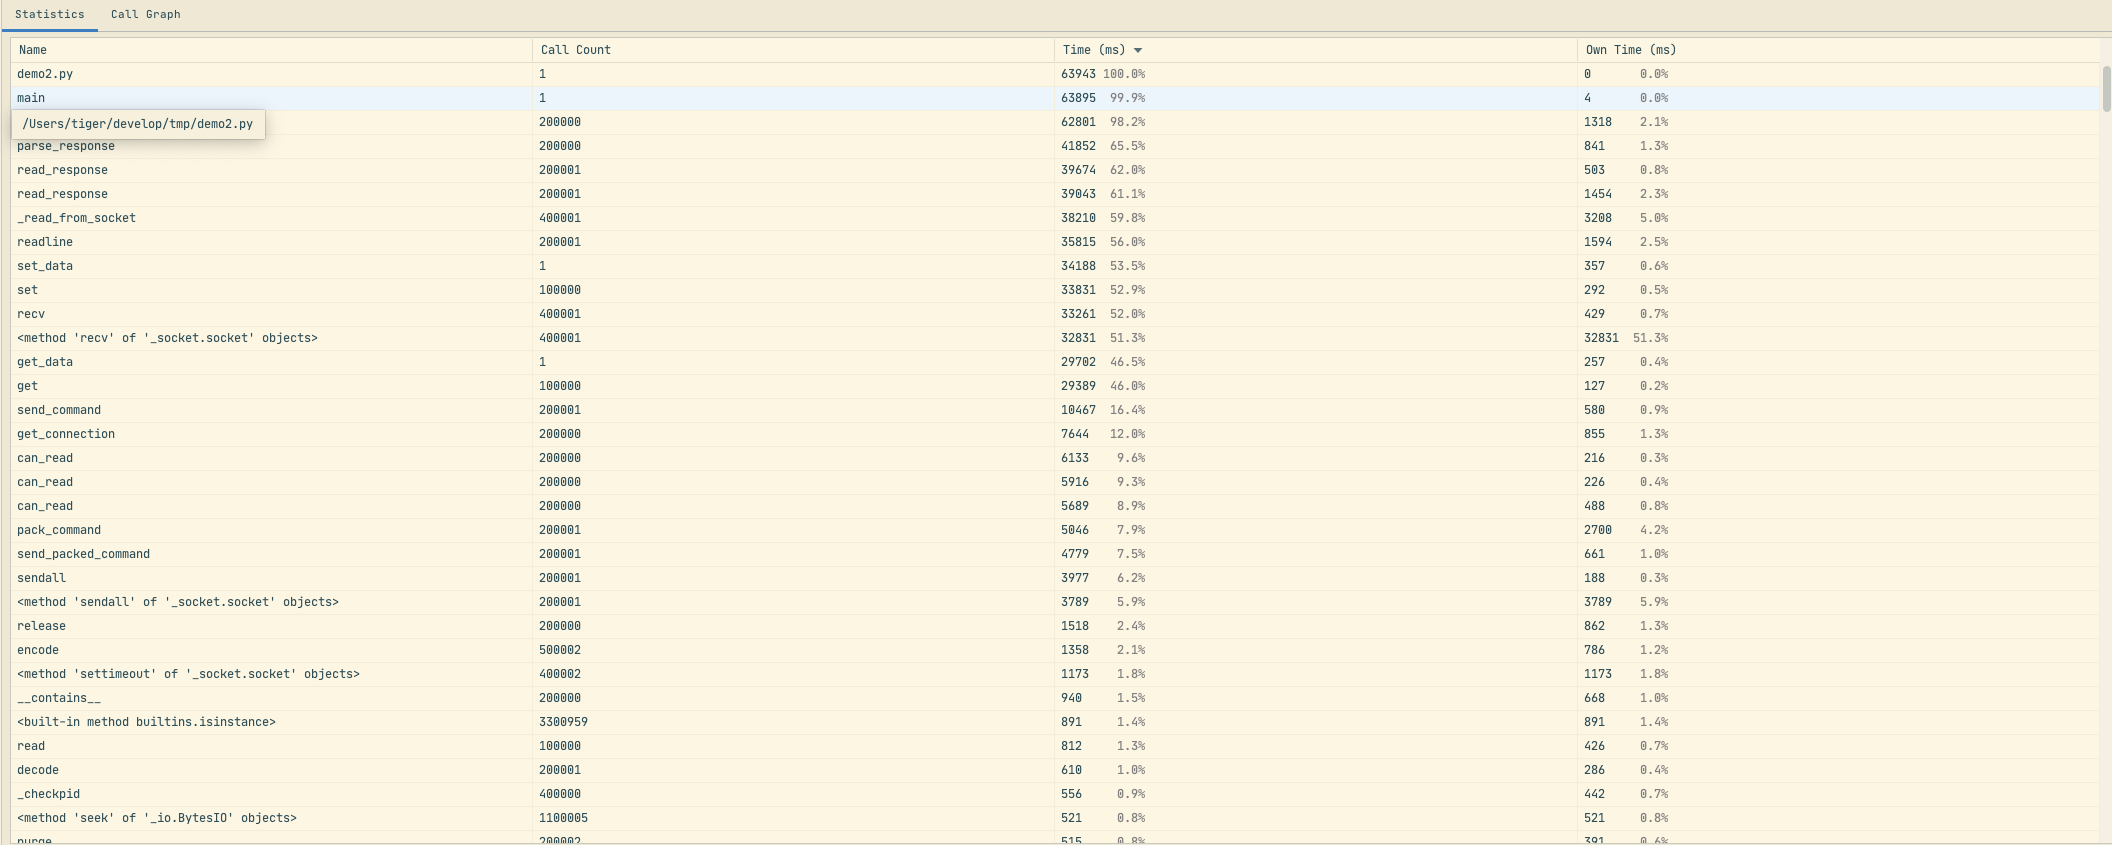 Statistics Call Graph
Name Call Count Time (ms) Own Time (ms)
demo2.py 1 63943 100.0% 0 0.0%
main 1 63895 99.9% 4 0.0%
/Users/tiger/develop/tmp/demo2.py 200000 62801 98.2% 1318 2.1%
parse_response 200000 41852 65.5% 841 1.3%
read_response 200001 39674 62.0% 503 0.8%
read_response 200001 39043 61.1% 1454 2.3%
_read_from_socket 400001 38210 59.8% 3208 5.0%
readline 200001 35815 56.0% 1594 2.5%
set_data 1 34188 53.5% 357 0.6%
set 100000 33831 52.9% 292 0.5%
recv 400001 33261 52.0% 429 0.7%
<method 'recv' of '_socket.socket' objects> 400001 32831 51.3% 32831 51.3%
get_data 1 29702 46.5% 257 0.4%
get 100000 29389 46.0% 127 0.2%
send_command 200001 10467 16.4% 580 0.9%
get_connection 200000 7644 12.0% 855 1.3%
can_read 200000 6133 9.6% 216 0.3%
can_read 200000 5916 9.3% 226 0.4%
can_read 200000 5689 8.9% 488 0.8%
pack_command 200001 5046 7.9% 2700 4.2%
send_packed_command 200001 4779 7.5% 661 1.0%
sendall 200001 3977 6.2% 188 0.3%
<method 'sendall' of '_socket.socket' objects> 200001 3789 5.9% 3789 5.9%
release 200000 1518 2.4% 862 1.3%
encode 500002 1358 2.1% 786 1.2%
<method 'settimeout' of '_socket.socket' objects> 400002 1173 1.8% 1173 1.8%
__contains__ 200000 940 1.5% 668 1.0%
<built-in method builtins.isinstance> 3300959 891 1.4% 891 1.4%
read 100000 812 1.3% 426 0.7%
decode 200001 610 1.0% 286 0.4%
_checkpid 400000 556 0.9% 442 0.7%
<method 'seek' of '_io.BytesIO' objects> 1100005 521 0.8% 521 0.8%
purge 200002 515 0.8% 391 0.6%